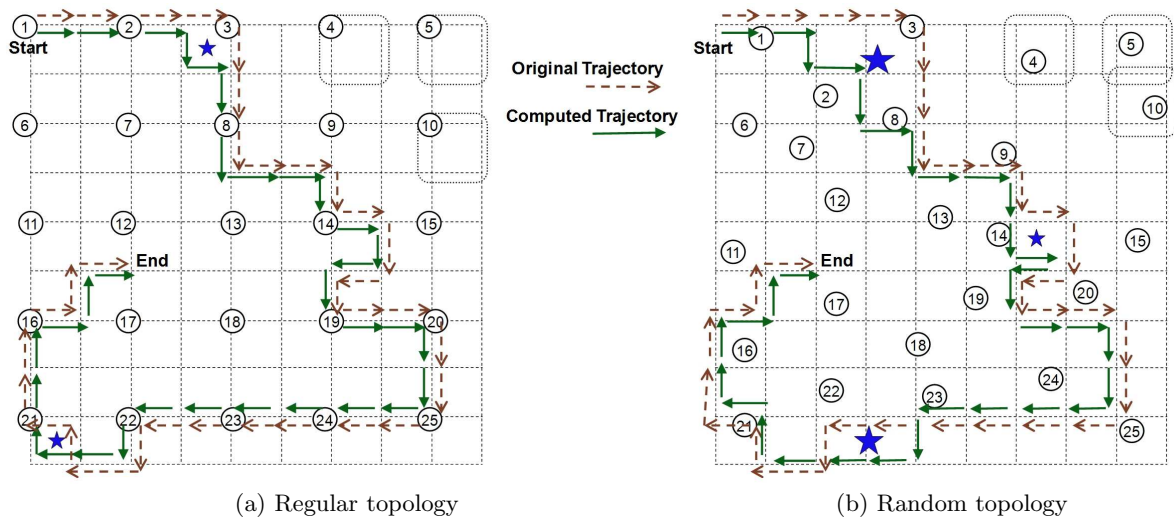 1 2 3 4 5
Start
6 7 8 9 10
11 12 13 14 15
End
16 17 18 19 20
21 22 23 24 25
(a) Regular topology
Original Trajectory
Computed Trajectory
3
1 5
Start
4
2 10
6 8
7 9
12
13
11 14 15
End
17 19 20
16 18
22 23 24
21 25
(b) Random topology